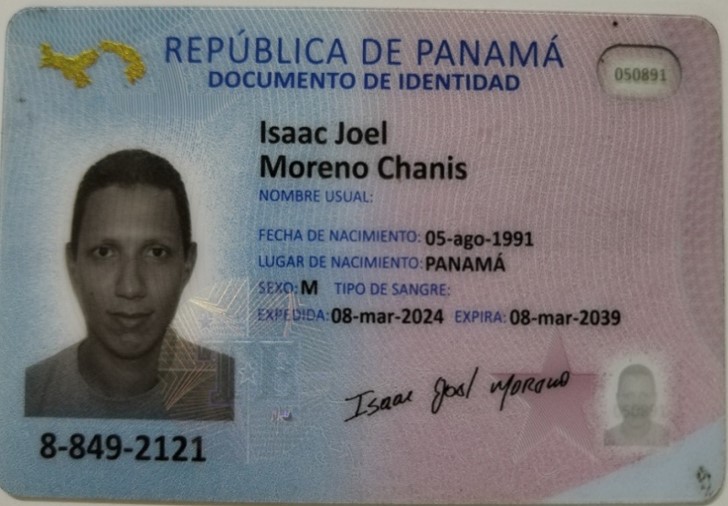 REPÚBLICA DE PANAMÁ
DOCUMENTO DE IDENTIDAD
050891
Isaac Joel
Moreno Chanis
NOMBRE USUAL:
FECHA DE NACIMIENTO: 05-ago-1991
LUGAR DE NACIMIENTO: PANAMÁ
SEXO: M TIPO DE SANGRE:
EXPEDIDA: 08-mar-2024 EXPIRA: 08-mar-2039
Isaac Joel Moreno
8-849-2121